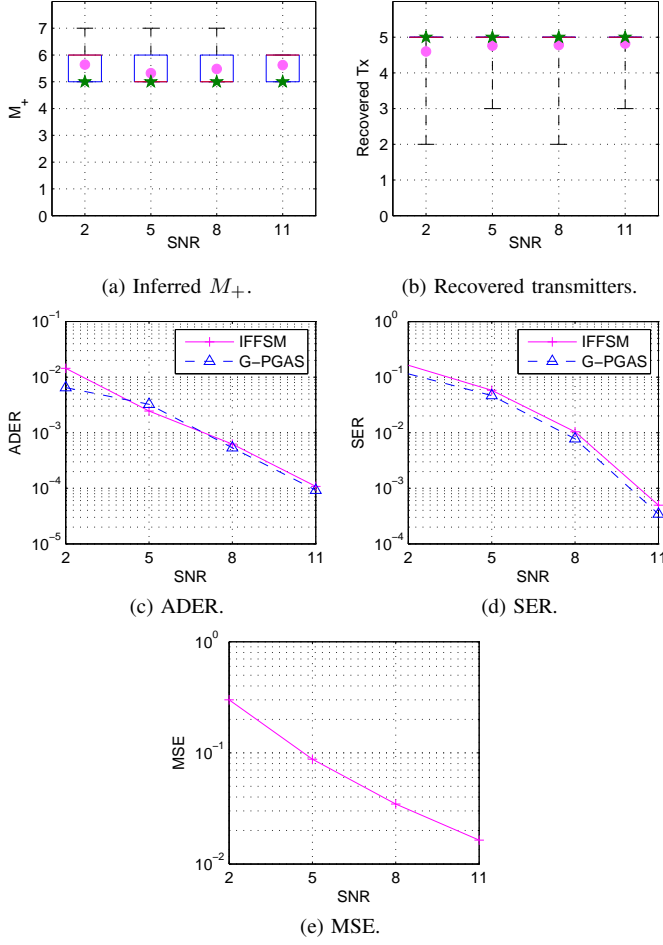 7
6
5
4
3
2
1
0
M+
2 5 8 11
SNR
(a) Inferred M+.
6
5
4
3
2
1
0
Recovered Tx
2 5 8 11
SNR
(b) Recovered transmitters.
10^-1
10^-2
10^-3
10^-4
10^-5
ADER
IFFSM
G−PGAS
2 5 8 11
SNR
(c) ADER.
10^0
10^-1
10^-2
10^-3
10^-4
SER
IFFSM
G−PGAS
2 5 8 11
SNR
(d) SER.
10^0
10^-1
10^-2
MSE
2 5 8 11
SNR
(e) MSE.